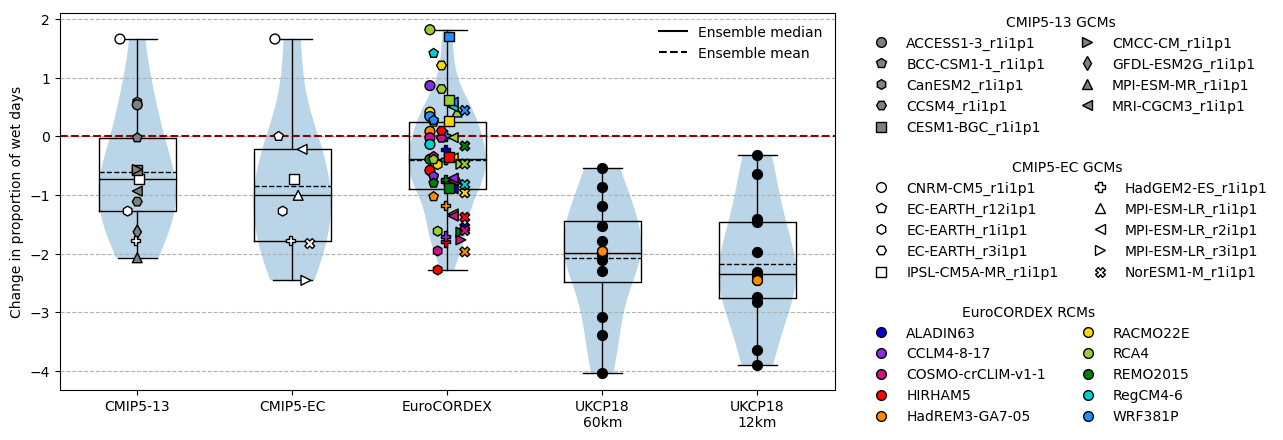 Change in proportion of wet days
2
1
0
−1
−2
−3
−4
Ensemble median
Ensemble mean
CMIP5-13
CMIP5-EC
EuroCORDEX
UKCP18
60km
UKCP18
12km
CMIP5-13 GCMs
ACCESS1-3_r1i1p1
BCC-CSM1-1_r1i1p1
CanESM2_r1i1p1
CCSM4_r1i1p1
CESM1-BGC_r1i1p1
CMCC-CM_r1i1p1
GFDL-ESM2G_r1i1p1
MPI-ESM-MR_r1i1p1
MRI-CGCM3_r1i1p1
CMIP5-EC GCMs
CNRM-CM5_r1i1p1
EC-EARTH_r12i1p1
EC-EARTH_r1i1p1
EC-EARTH_r3i1p1
IPSL-CM5A-MR_r1i1p1
HadGEM2-ES_r1i1p1
MPI-ESM-LR_r1i1p1
MPI-ESM-LR_r2i1p1
MPI-ESM-LR_r3i1p1
NorESM1-M_r1i1p1
EuroCORDEX RCMs
ALADIN63
CCLM4-8-17
COSMO-crCLIM-v1-1
HIRHAM5
HadREM3-GA7-05
RACMO22E
RCA4
REMO2015
RegCM4-6
WRF381P